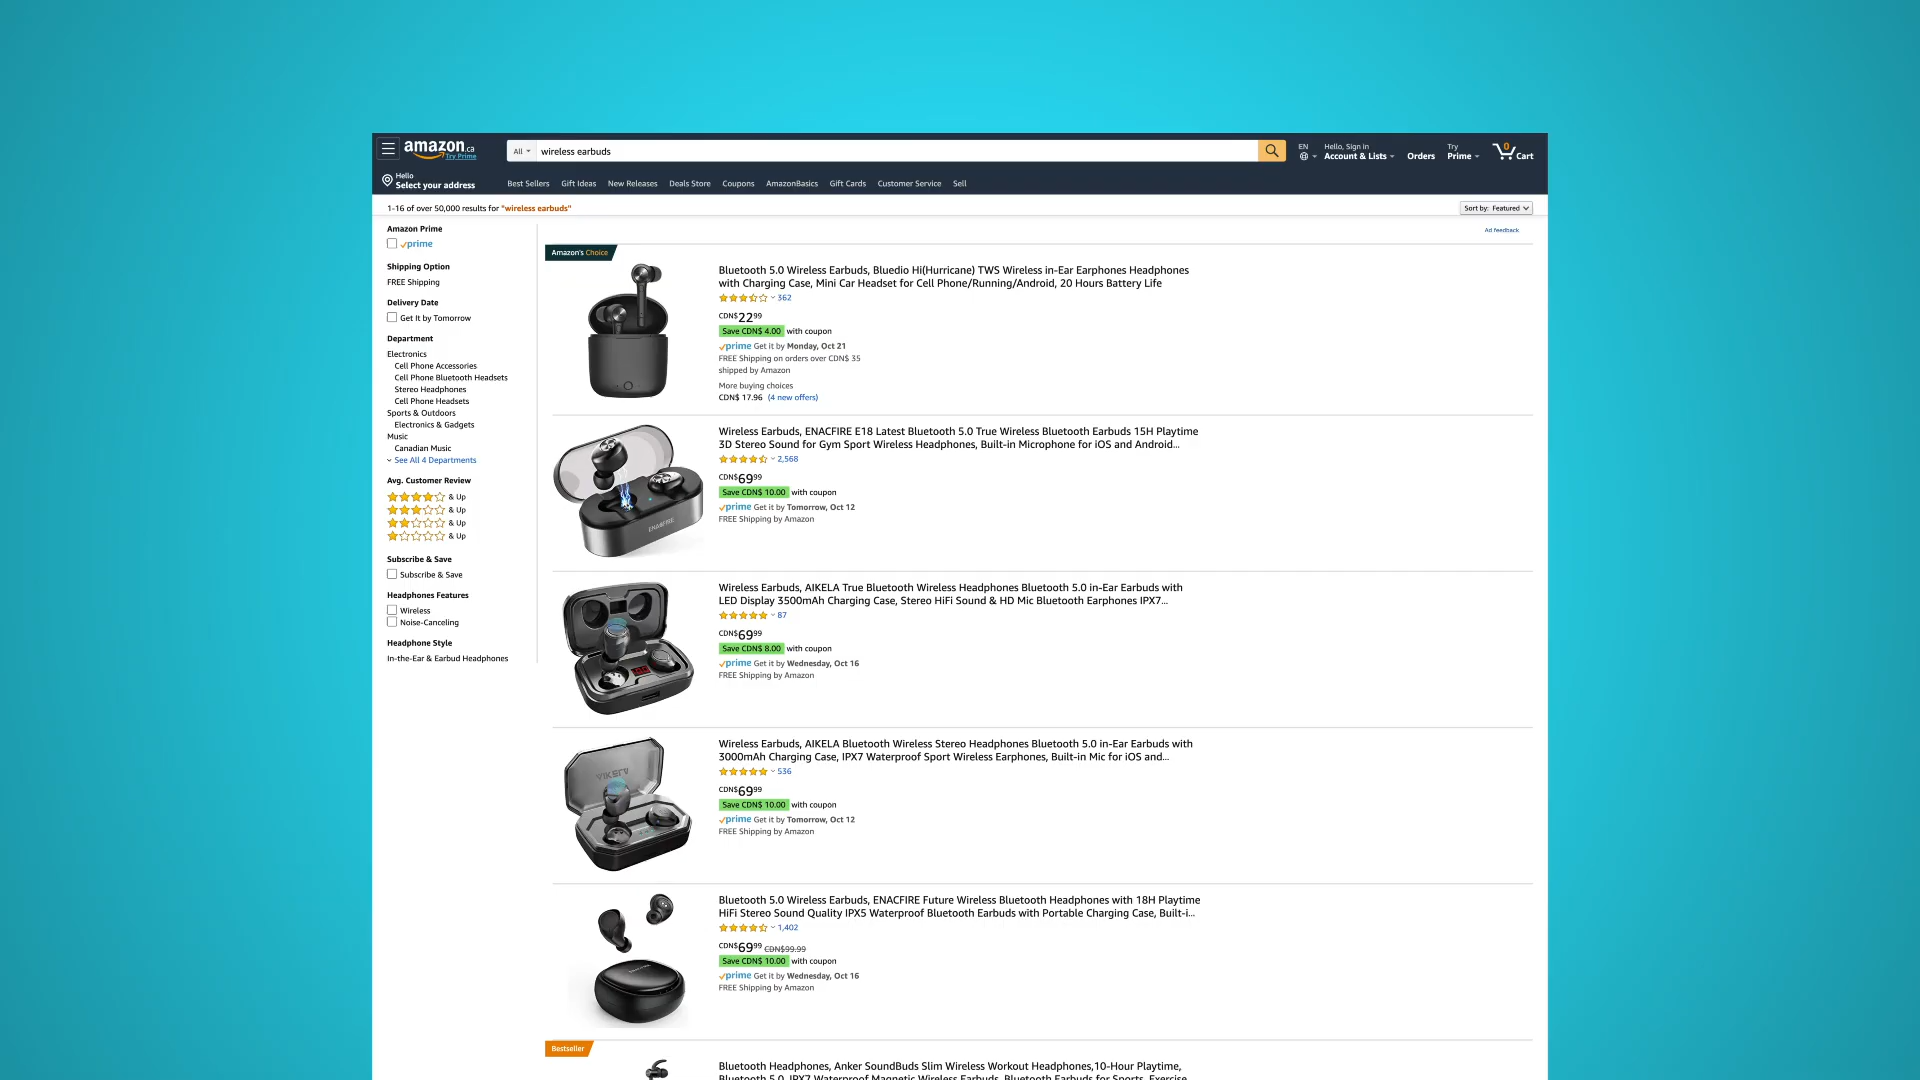 amazon.ca
Try Prime
All
wireless earbuds
EN
Hello, Sign in
Account & Lists
Orders
Try
Prime
0
Cart
Hello
Select your address
Best Sellers
Gift Ideas
New Releases
Deals Store
Coupons
AmazonBasics
Gift Cards
Customer Service
Sell
1-16 of over 50,000 results for "wireless earbuds"
Sort by: Featured
Amazon Prime
prime
Shipping Option
FREE Shipping
Delivery Date
Get It by Tomorrow
Department
Electronics
Cell Phone Accessories
Cell Phone Bluetooth Headsets
Stereo Headphones
Cell Phone Headsets
Sports & Outdoors
Electronics & Gadgets
Music
Canadian Music
See All 4 Departments
Avg. Customer Review
& Up
& Up
& Up
& Up
Subscribe & Save
Subscribe & Save
Headphones Features
Wireless
Noise-Canceling
Headphone Style
In-the-Ear & Earbud Headphones
Ad feedback
Amazon's Choice
Bluetooth 5.0 Wireless Earbuds, Bluedio Hi(Hurricane) TWS Wireless in-Ear Earphones Headphones
with Charging Case, Mini Car Headset for Cell Phone/Running/Android, 20 Hours Battery Life
362
CDN$ 22 99
Save CDN$ 4.00 with coupon
prime Get it by Monday, Oct 21
FREE Shipping on orders over CDN$ 35
shipped by Amazon
More buying choices
CDN$ 17.96 (4 new offers)
ENACFIRE
Wireless Earbuds, ENACFIRE E18 Latest Bluetooth 5.0 True Wireless Bluetooth Earbuds 15H Playtime
3D Stereo Sound for Gym Sport Wireless Headphones, Built-in Microphone for iOS and Android...
2,568
CDN$ 69 99
Save CDN$ 10.00 with coupon
prime Get it by Tomorrow, Oct 12
FREE Shipping by Amazon
Wireless Earbuds, AIKELA True Bluetooth Wireless Headphones Bluetooth 5.0 in-Ear Earbuds with
LED Display 3500mAh Charging Case, Stereo HiFi Sound & HD Mic Bluetooth Earphones IPX7...
87
CDN$ 69 99
Save CDN$ 8.00 with coupon
prime Get it by Wednesday, Oct 16
FREE Shipping by Amazon
AIKELA
Wireless Earbuds, AIKELA Bluetooth Wireless Stereo Headphones Bluetooth 5.0 in-Ear Earbuds with
3000mAh Charging Case, IPX7 Waterproof Sport Wireless Earphones, Built-in Mic for iOS and...
536
CDN$ 69 99
Save CDN$ 10.00 with coupon
prime Get it by Tomorrow, Oct 12
FREE Shipping by Amazon
Bluetooth 5.0 Wireless Earbuds, ENACFIRE Future Wireless Bluetooth Headphones with 18H Playtime
HiFi Stereo Sound Quality IPX5 Waterproof Bluetooth Earbuds with Portable Charging Case, Built-i...
1,402
CDN$ 69 99 CDN$99.99
Save CDN$ 10.00 with coupon
prime Get it by Wednesday, Oct 16
FREE Shipping by Amazon
Bestseller
Bluetooth Headphones, Anker SoundBuds Slim Wireless Workout Headphones,10-Hour Playtime,
Bluetooth 5.0, IPX7 Waterproof Magnetic Wireless Earbuds, Bluetooth Earbuds for Sports, Exercise